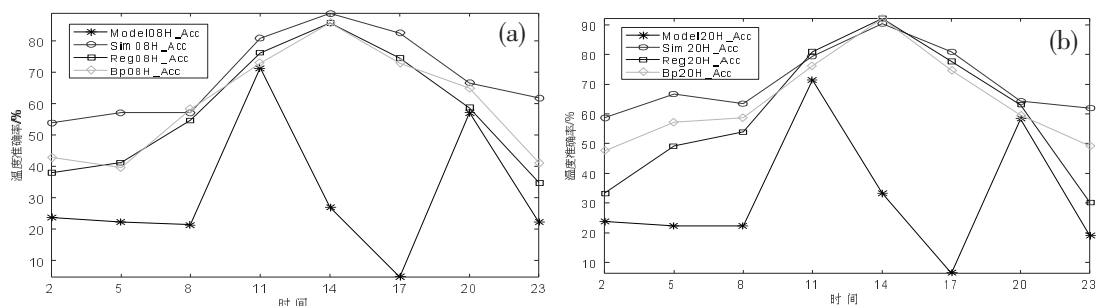 (a)
Model08H_Acc
Sim 08H_Acc
Reg08H_Acc
Bp08H_Acc
温度准确率/%
80
70
60
50
40
30
20
10
2 5 8 11 14 17 20 23
时 间
(b)
Model20H_Acc
Sim 20H_Acc
Reg20H_Acc
Bp20H_Acc
温度准确率/%
90
80
70
60
50
40
30
20
10
2 5 8 11 14 17 20 23
时 间